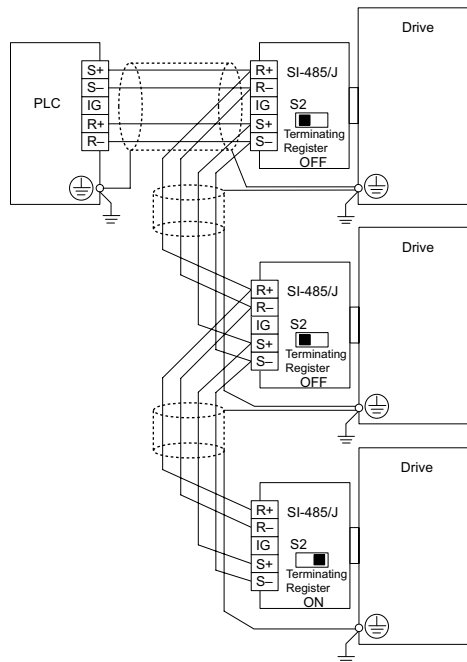 Drive
PLC
S+
S–
IG
R+
R–
R+
R–
IG
S+
S–
SI-485/J
S2
Terminating
Register
OFF
Drive
R+
R–
IG
S+
S–
SI-485/J
S2
Terminating
Register
OFF
Drive
R+
R–
IG
S+
S–
SI-485/J
S2
Terminating
Register
ON